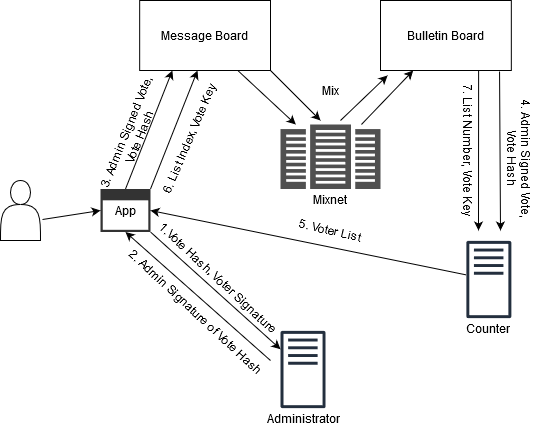 Message Board
Bulletin Board
Mix
Mixnet
3. Admin Signed Vote,
Vote Hash
6. List Index, Vote Key
7. List Number, Vote Key
4. Admin Signed Vote,
Vote Hash
App
5. Voter List
1.Vote Hash, Voter Signature
2. Admin Signature of Vote Hash
Counter
Administrator